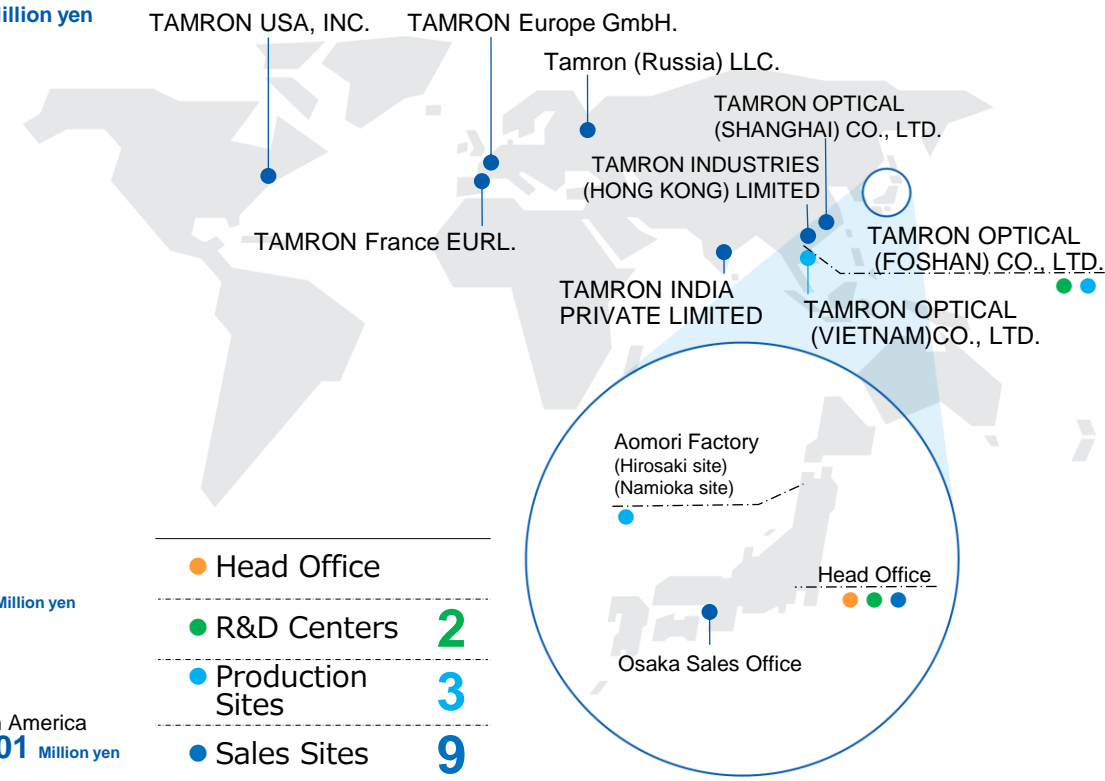 Million yen
TAMRON USA, INC.
TAMRON Europe GmbH.
Tamron (Russia) LLC.
TAMRON OPTICAL
(SHANGHAI) CO., LTD.
TAMRON INDUSTRIES
(HONG KONG) LIMITED
TAMRON France EURL.
TAMRON OPTICAL
(FOSHAN) CO., LTD.
TAMRON INDIA
PRIVATE LIMITED
TAMRON OPTICAL
(VIETNAM)CO., LTD.
Aomori Factory
(Hirosaki site)
(Namioka site)
Head Office
Osaka Sales Office
Head Office
R&D Centers 2
Production
Sites 3
Sales Sites 9
Million yen
America
01 Million yen